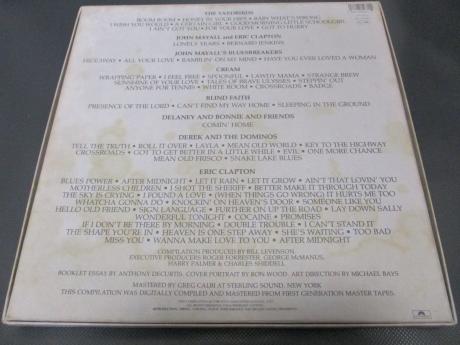 THE YARDBIRDS
BOOM BOOM • HONEY IN YOUR HIPS • BABY WHAT'S WRONG
I WISH YOU WOULD • A CERTAIN GIRL • GOOD MORNING LITTLE SCHOOLGIRL
I AIN'T GOT YOU • FOR YOUR LOVE • GOT TO HURRY
JOHN MAYALL and ERIC CLAPTON
LONELY YEARS • BERNARD JENKINS
JOHN MAYALL'S BLUESBREAKERS
HIDEAWAY • ALL YOUR LOVE • RAMBLIN' ON MY MIND • HAVE YOU EVER LOVED A WOMAN
CREAM
WRAPPING PAPER • I FEEL FREE • SPOONFUL • LAWDY MAMA • STRANGE BREW
SUNSHINE OF YOUR LOVE • TALES OF BRAVE ULYSSES • STEPPIN' OUT
ANYONE FOR TENNIS • WHITE ROOM • CROSSROADS • BADGE
BLIND FAITH
PRESENCE OF THE LORD • CAN'T FIND MY WAY HOME • SLEEPING IN THE GROUND
DELANEY AND BONNIE AND FRIENDS
COMIN' HOME
DEREK AND THE DOMINOS
TELL THE TRUTH • ROLL IT OVER • LAYLA • MEAN OLD WORLD • KEY TO THE HIGHWAY
CROSSROADS • GOT TO GET BETTER IN A LITTLE WHILE • EVIL • ONE MORE CHANCE
MEAN OLD FRISCO • SNAKE LAKE BLUES
ERIC CLAPTON
BLUES POWER • AFTER MIDNIGHT • LET IT RAIN • LET IT GROW • AIN'T THAT LOVIN' YOU
MOTHERLESS CHILDREN • I SHOT THE SHERIFF • BETTER MAKE IT THROUGH TODAY
THE SKY IS CRYING • I FOUND A LOVE • (WHEN THINGS GO WRONG) IT HURTS ME TOO
WHATCHA GONNA DO • KNOCKIN' ON HEAVEN'S DOOR • SOMEONE LIKE YOU
HELLO OLD FRIEND • SIGN LANGUAGE • FURTHER ON UP THE ROAD • LAY DOWN SALLY
WONDERFUL TONIGHT • COCAINE • PROMISES
IF I DON'T BE THERE BY MORNING • DOUBLE TROUBLE • I CAN'T STAND IT
THE SHAPE YOU'RE IN • HEAVEN IS ONE STEP AWAY • SHE'S WAITING • TOO BAD
MISS YOU • WANNA MAKE LOVE TO YOU • AFTER MIDNIGHT
COMPILATION PRODUCED BY BILL LEVENSON
EXECUTIVE PRODUCERS ROGER FORRESTER, GEORGE McMANUS,
HARRY PALMER & CHARLES SHIDDELL
BOOKLET ESSAY BY ANTHONY DECURTIS. COVER PORTRAIT BY RON WOOD. ART DIRECTION BY MICHAEL BAYS
MASTERED BY GREG CALBI AT STERLING SOUND, NEW YORK
THIS COMPILATION WAS DIGITALLY COMPILED AND MASTERED FROM FIRST GENERATION MASTER TAPES.